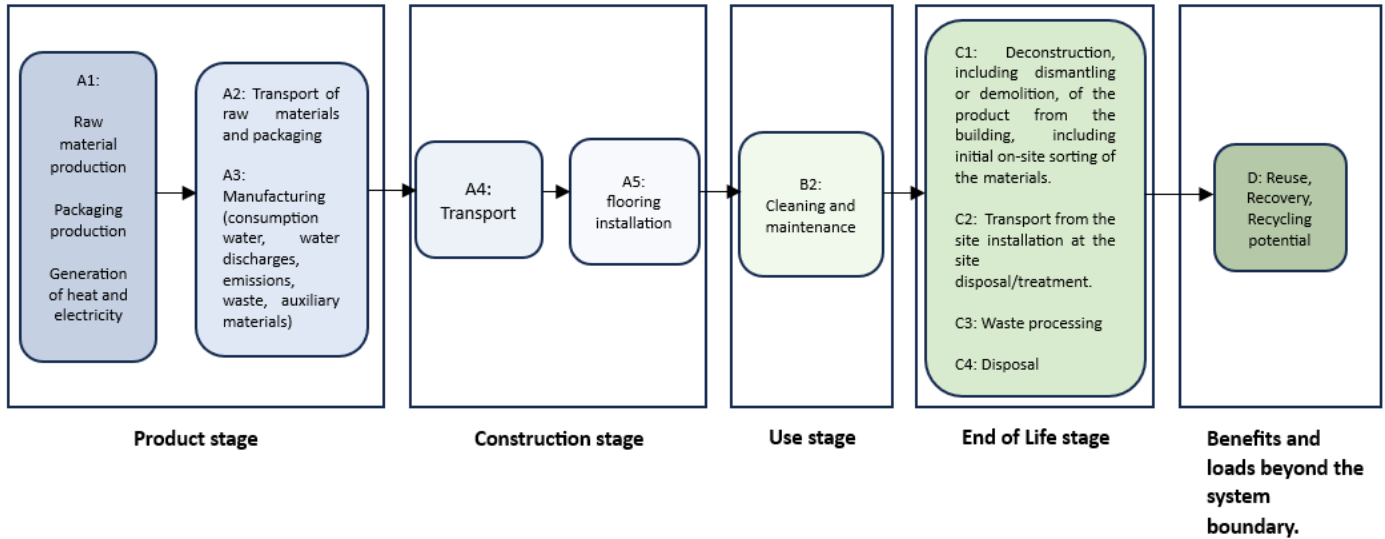 A1:
Raw
material
production
Packaging
production
Generation
of heat and
electricity
A2: Transport of
raw materials
and packaging
A3:
Manufacturing
(consumption
water, water
discharges,
emissions,
waste, auxiliary
materials)
A4:
Transport
A5:
flooring
installation
B2:
Cleaning and
maintenance
C1: Deconstruction,
including dismantling
or demolition, of the
product from the
building, including
initial on-site sorting of
the materials.
C2: Transport from the
site installation at the
site
disposal/treatment.
C3: Waste processing
C4: Disposal
D: Reuse,
Recovery,
Recycling
potential
Product stage
Construction stage
Use stage
End of Life stage
Benefits and
loads beyond the
system
boundary.